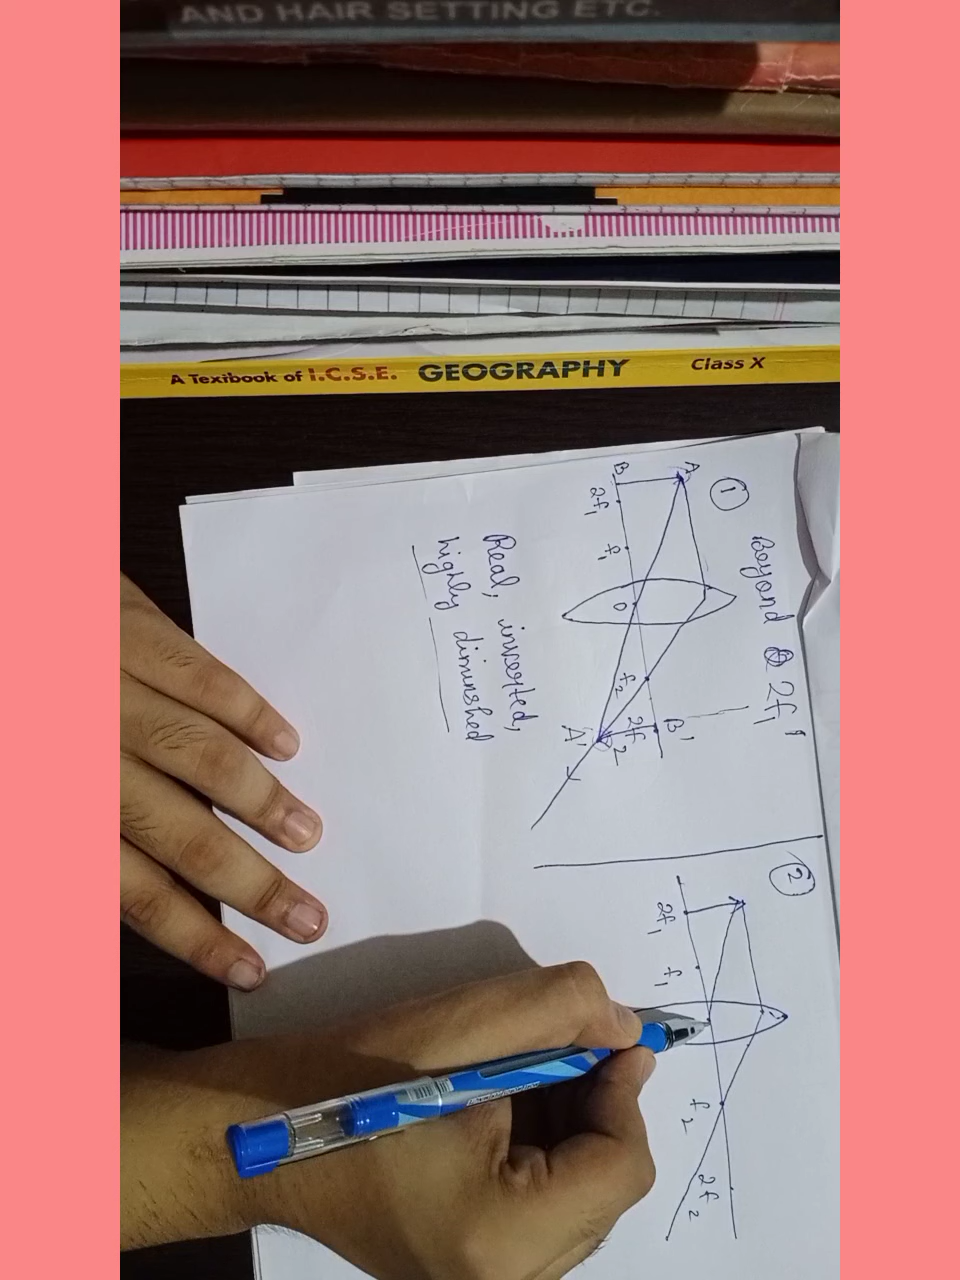 AND HAIR SETTING ETC.
A Textbook of I.C.S.E. GEOGRAPHY Class X
1
Beyond 2f1
A
B
2f1
f1
O
f2
2f2
B'
A'
Real, inverted,
highly diminshed
2
2f1
f1
f2
2f2